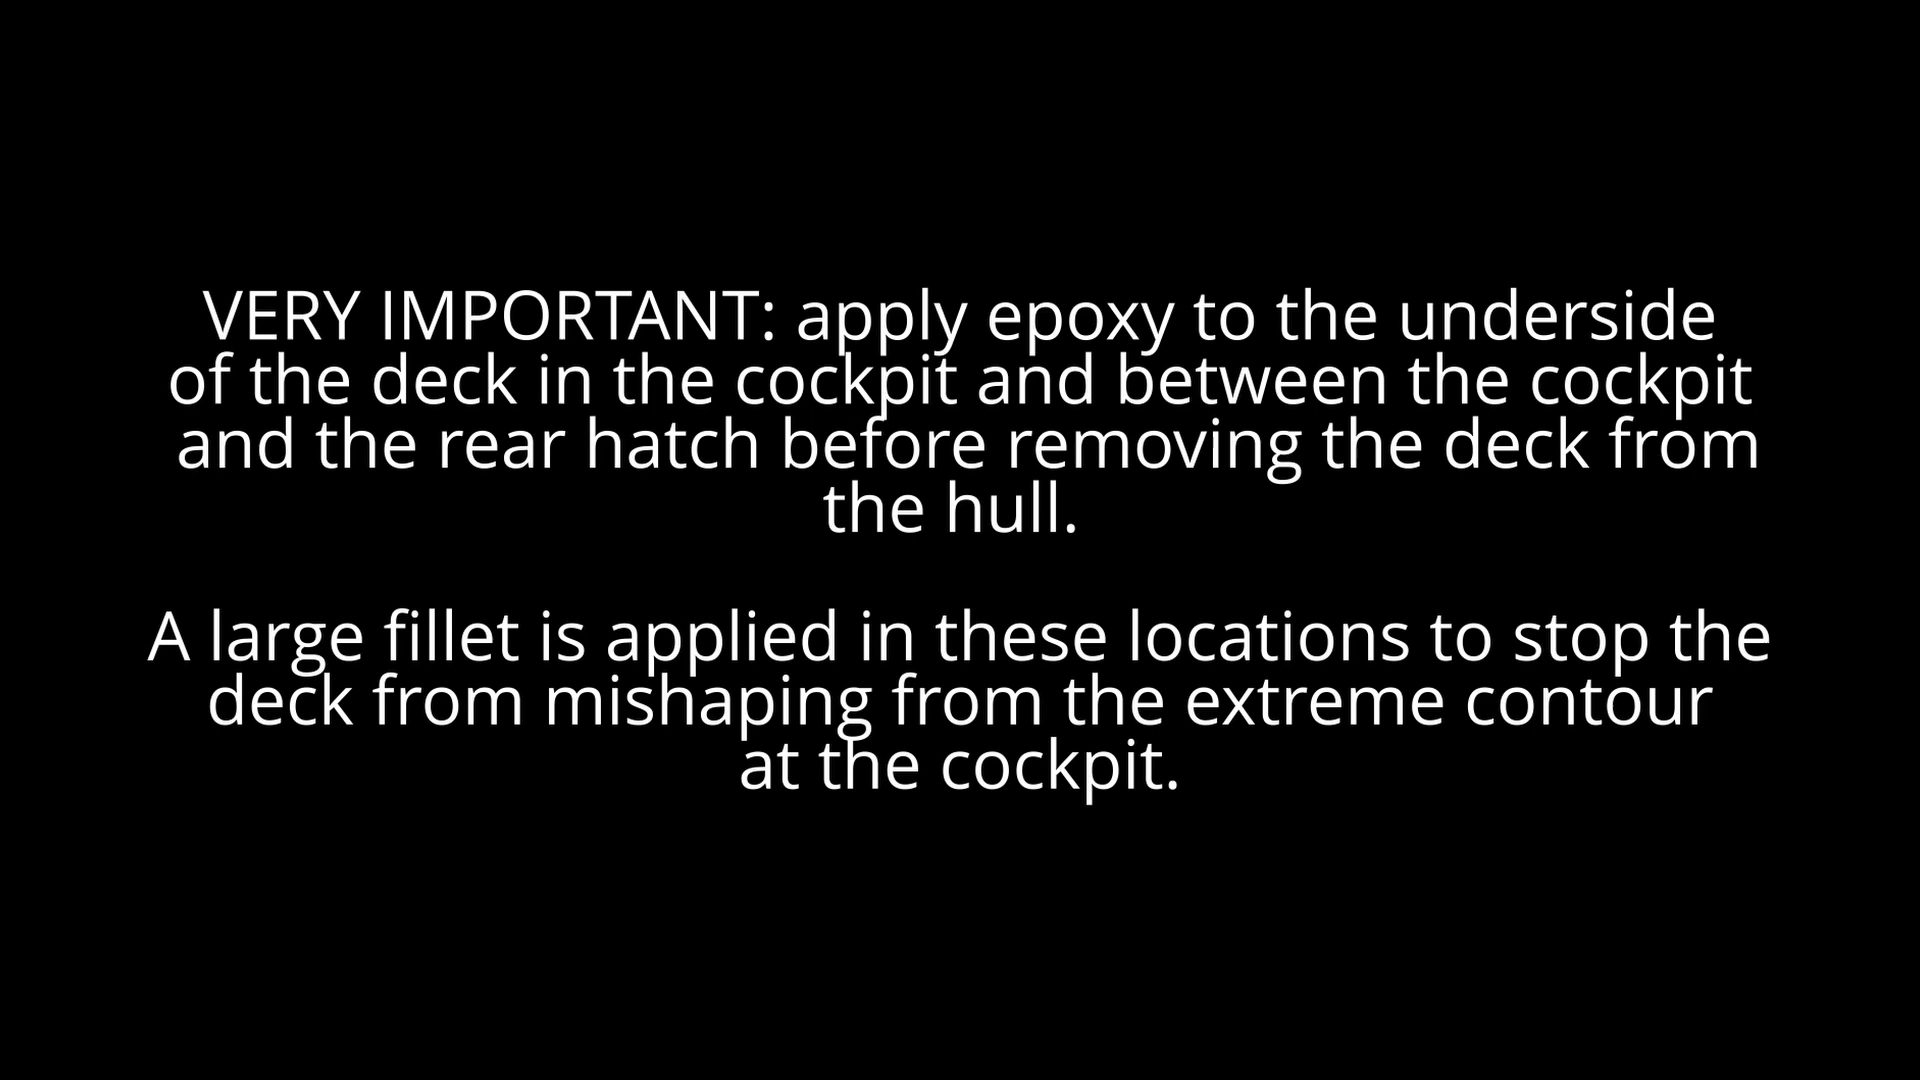 VERY IMPORTANT: apply epoxy to the underside
of the deck in the cockpit and between the cockpit
and the rear hatch before removing the deck from
the hull.
A large fillet is applied in these locations to stop the
deck from mishaping from the extreme contour
at the cockpit.